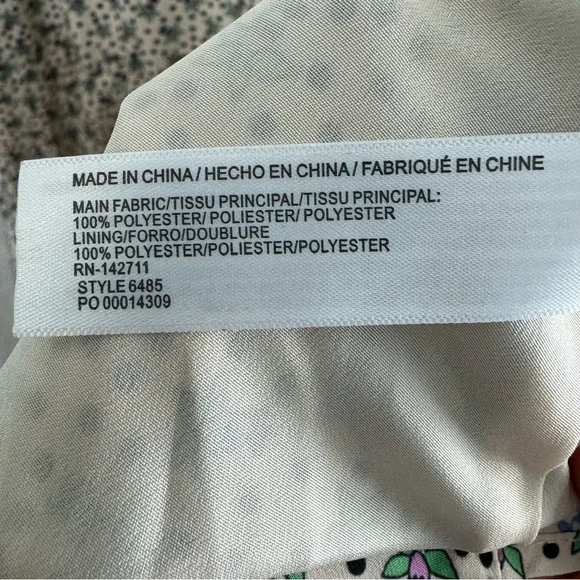 MADE IN CHINA / HECHO EN CHINA / FABRIQUÉ EN CHINE
MAIN FABRIC/TISSU PRINCIPAL/TISSU PRINCIPAL:
100% POLYESTER/ POLIESTER/ POLYESTER
LINING/FORRO/DOUBLURE
100% POLYESTER/POLIESTER/POLYESTER
RN-142711
STYLE 6485
PO 00014309